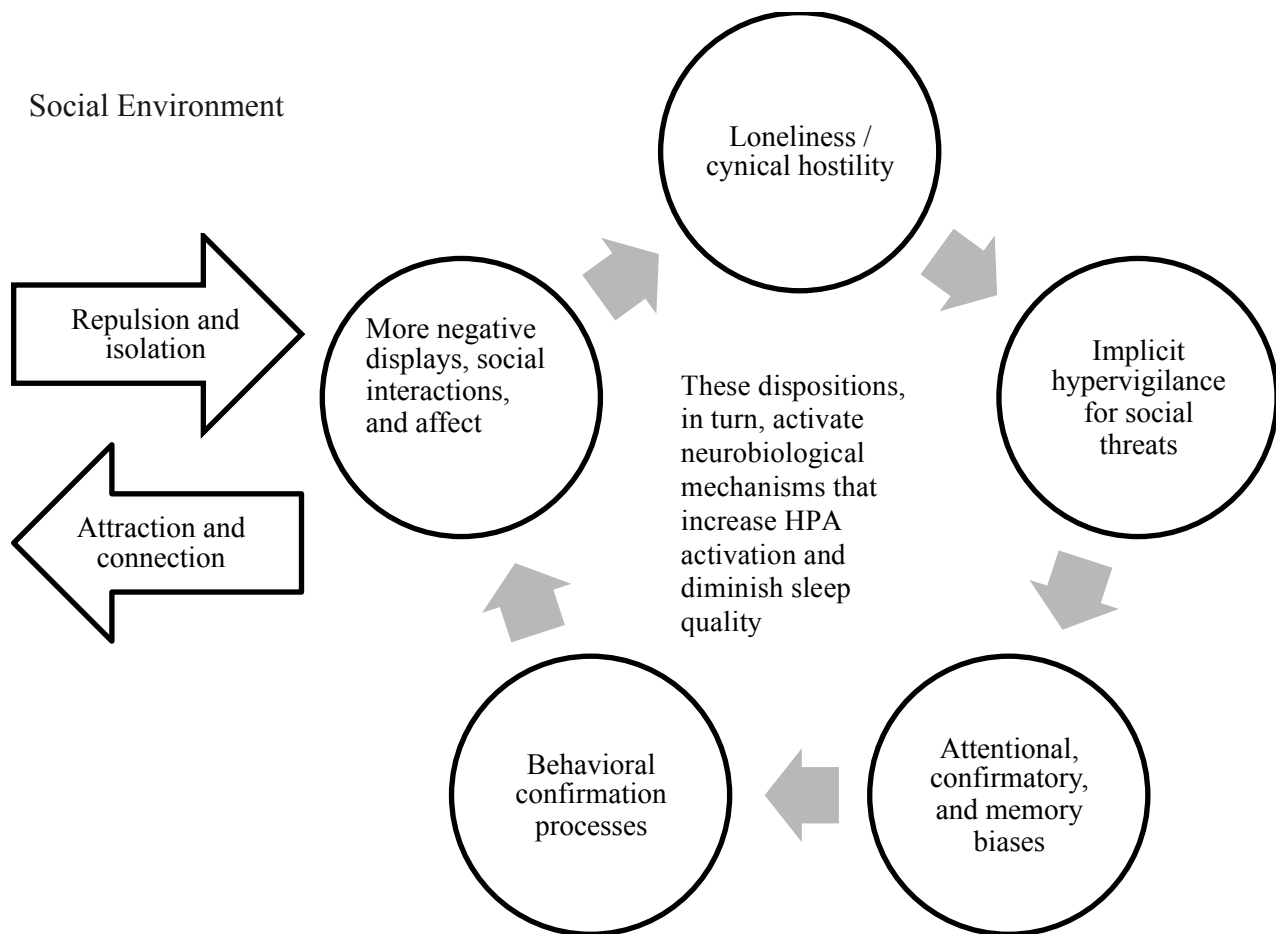 Social Environment
Loneliness /
cynical hostility
Implicit
hypervigilance
for social
threats
Attentional,
confirmatory,
and memory
biases
Behavioral
confirmation
processes
More negative
displays, social
interactions,
and affect
Repulsion and
isolation
Attraction and
connection
These dispositions,
in turn, activate
neurobiological
mechanisms that
increase HPA
activation and
diminish sleep
quality